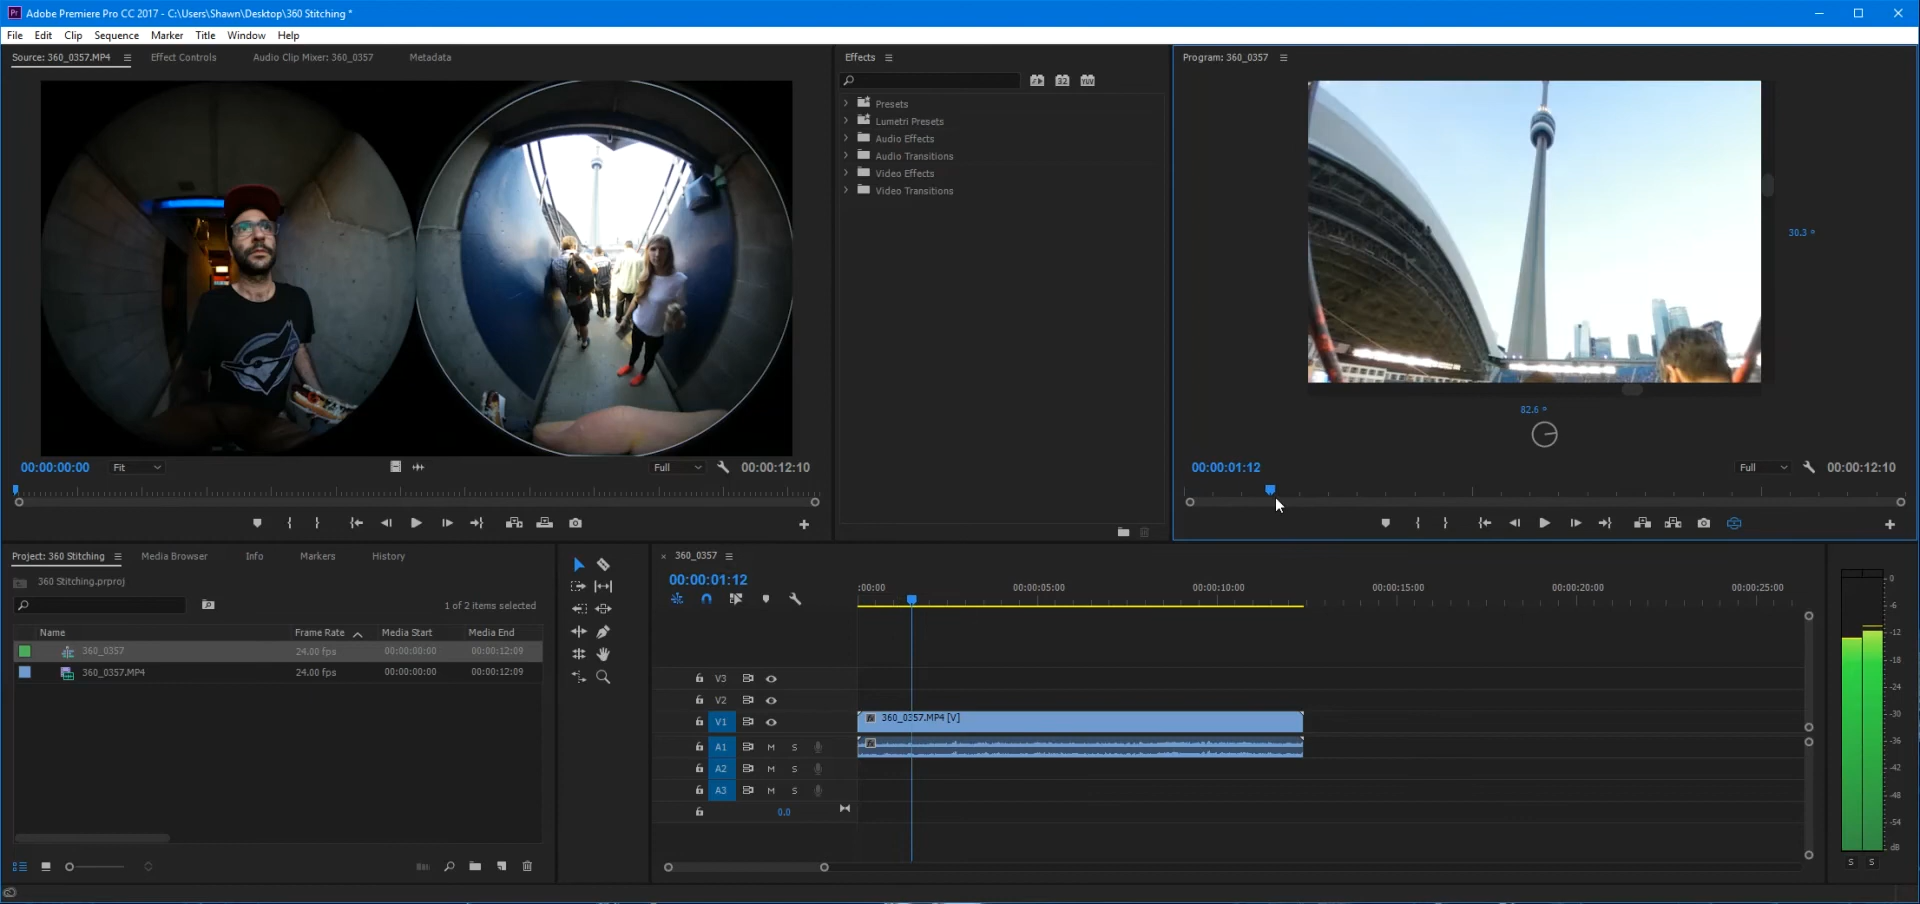 Adobe Premiere Pro CC 2017 - C:\Users\Shawn\Desktop\360 Stitching *
File Edit Clip Sequence Marker Title Window Help
Source: 360_0357.MP4 Effect Controls Audio Clip Mixer: 360_0357 Metadata
00:00:00:00 Fit Full 00:00:12:10
Effects
Presets
Lumetri Presets
Audio Effects
Audio Transitions
Video Effects
Video Transitions
Program: 360_0357
30.3 °
82.6 °
00:00:01:12 Full 00:00:12:10
Project: 360 Stitching Media Browser Info Markers History
360 Stitching.prproj
1 of 2 items selected
Name Frame Rate Media Start Media End
360_0357 24.00 fps 00:00:00:00 00:00:12:09
360_0357.MP4 24.00 fps 00:00:00:00 00:00:12:09
× 360_0357
00:00:01:12
:00:00 00:00:05:00 00:00:10:00 00:00:15:00 00:00:20:00 00:00:25:00
V3
V2
V1 360_0357.MP4 [V]
A1 M S
A2 M S
A3 M S
0.0
0
-6
-12
-18
-24
-30
-36
-42
-48
-54
dB
S S